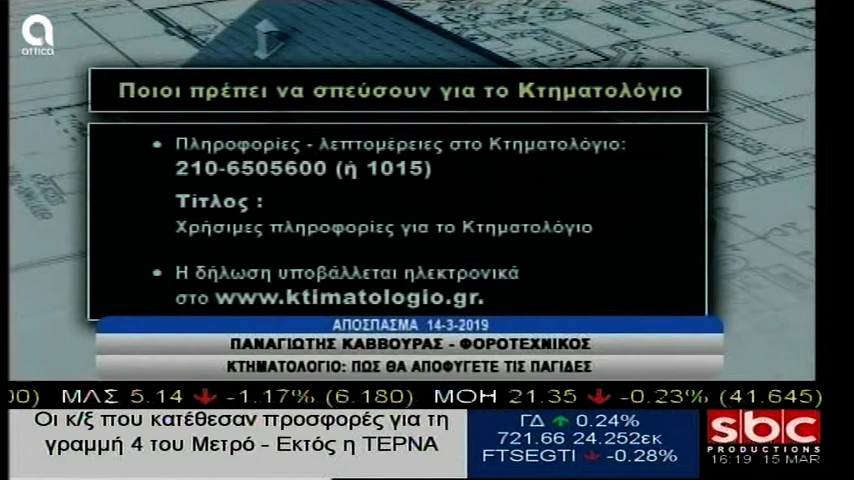 attica
Ποιοι πρέπει να σπεύσουν για το Κτηματολόγιο
• Πληροφορίες - λεπτομέρειες στο Κτηματολόγιο:
210-6505600 (ή 1015)
Τίτλος :
Χρήσιμες πληροφορίες για το Κτηματολόγιο
• Η δήλωση υποβάλλεται ηλεκτρονικά
στο www.ktimatologio.gr.
ΑΠΟΣΠΑΣΜΑ 14-3-2019
ΠΑΝΑΓΙΩΤΗΣ ΚΑΒΒΟΥΡΑΣ - ΦΟΡΟΤΕΧΝΙΚΟΣ
ΚΤΗΜΑΤΟΛΟΓΙΟ: ΠΩΣ ΘΑ ΑΠΟΦΥΓΕΤΕ ΤΙΣ ΠΑΓΙΔΕΣ
00) ΜΛΣ 5.14 -1.17% (6.180) ΜΟΗ 21.35 -0.23% (41.645)
Οι κ/ξ που κατέθεσαν προσφορές για τη
γραμμή 4 του Μετρό - Εκτός η ΤΕΡΝΑ
ΓΔ 0.24%
721.66 24.252εκ
FTSEGTI -0.28%
sbc
PRODUCTIONS
16:19 15 MAR